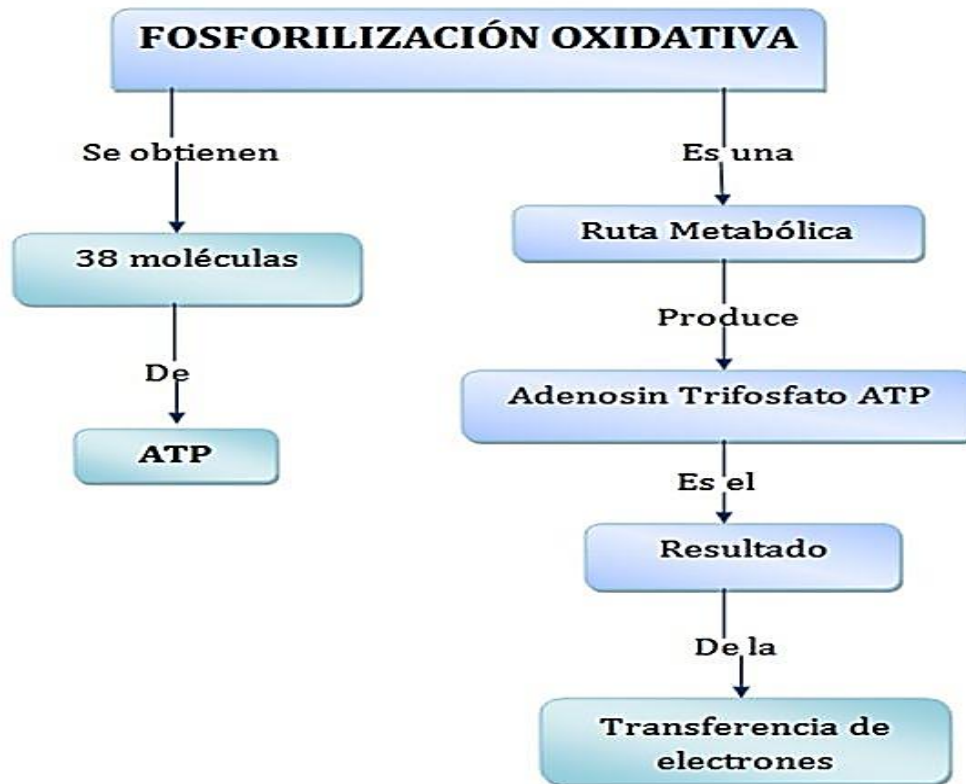 FOSFORILIZACIÓN OXIDATIVA
Se obtienen
38 moléculas
De
ATP
Es una
Ruta Metabólica
Produce
Adenosin Trifosfato ATP
Es el
Resultado
De la
Transferencia de
electrones